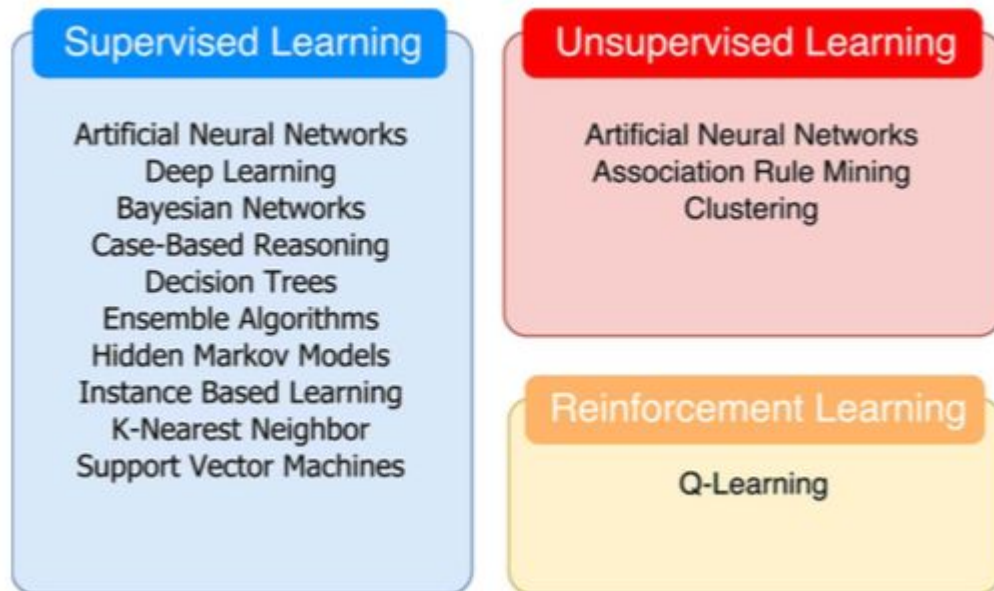 Supervised Learning
Artificial Neural Networks
Deep Learning
Bayesian Networks
Case-Based Reasoning
Decision Trees
Ensemble Algorithms
Hidden Markov Models
Instance Based Learning
K-Nearest Neighbor
Support Vector Machines
Unsupervised Learning
Artificial Neural Networks
Association Rule Mining
Clustering
Reinforcement Learning
Q-Learning